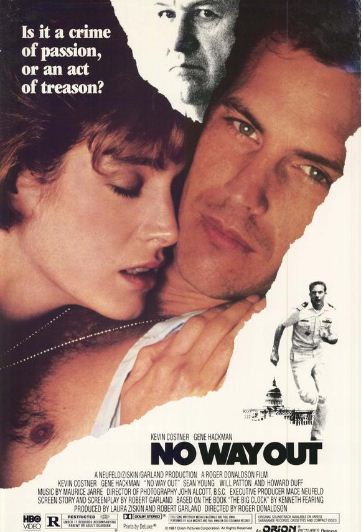 Is it a crime
of passion,
or an act
of treason?
KEVIN COSTNER GENE HACKMAN
NO WAY OUT
A NEUFELD/ZISKIN/GARLAND PRODUCTION A ROGER DONALDSON FILM
KEVIN COSTNER GENE HACKMAN "NO WAY OUT" SEAN YOUNG WILL PATTON AND HOWARD DUFF
MUSIC BY MAURICE JARRE DIRECTOR OF PHOTOGRAPHY JOHN ALCOTT, B.S.C. EXECUTIVE PRODUCER MACE NEUFELD
SCREEN STORY AND SCREENPLAY BY ROBERT GARLAND BASED ON THE BOOK "THE BIG CLOCK" BY KENNETH FEARING
PRODUCED BY LAURA ZISKIN AND ROBERT GARLAND DIRECTED BY ROGER DONALDSON
HBO
VIDEO
R RESTRICTED
ORION